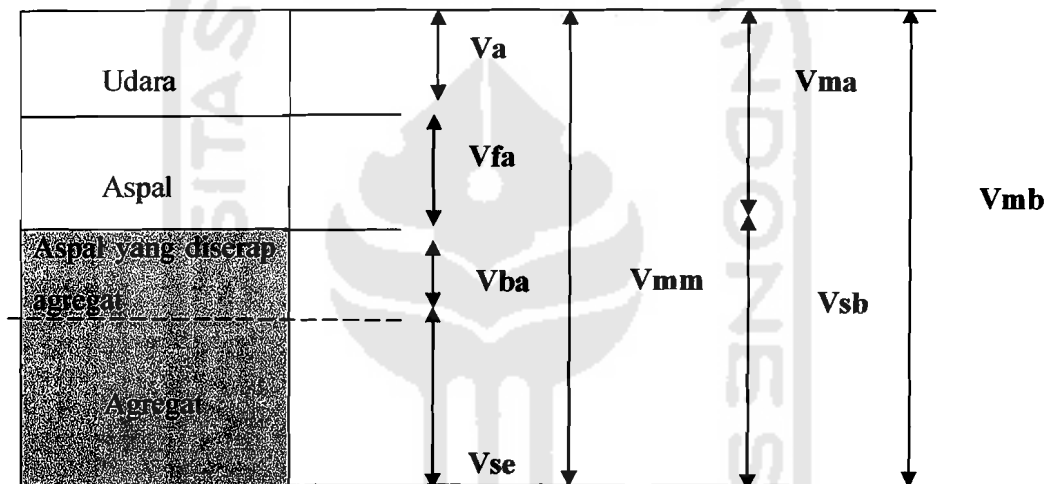 Va
Udara
Vma
Vfa
Aspal
Vmb
Aspal yang diserap
agregat
Vba
Vmm
Vsb
Agregat
Vse